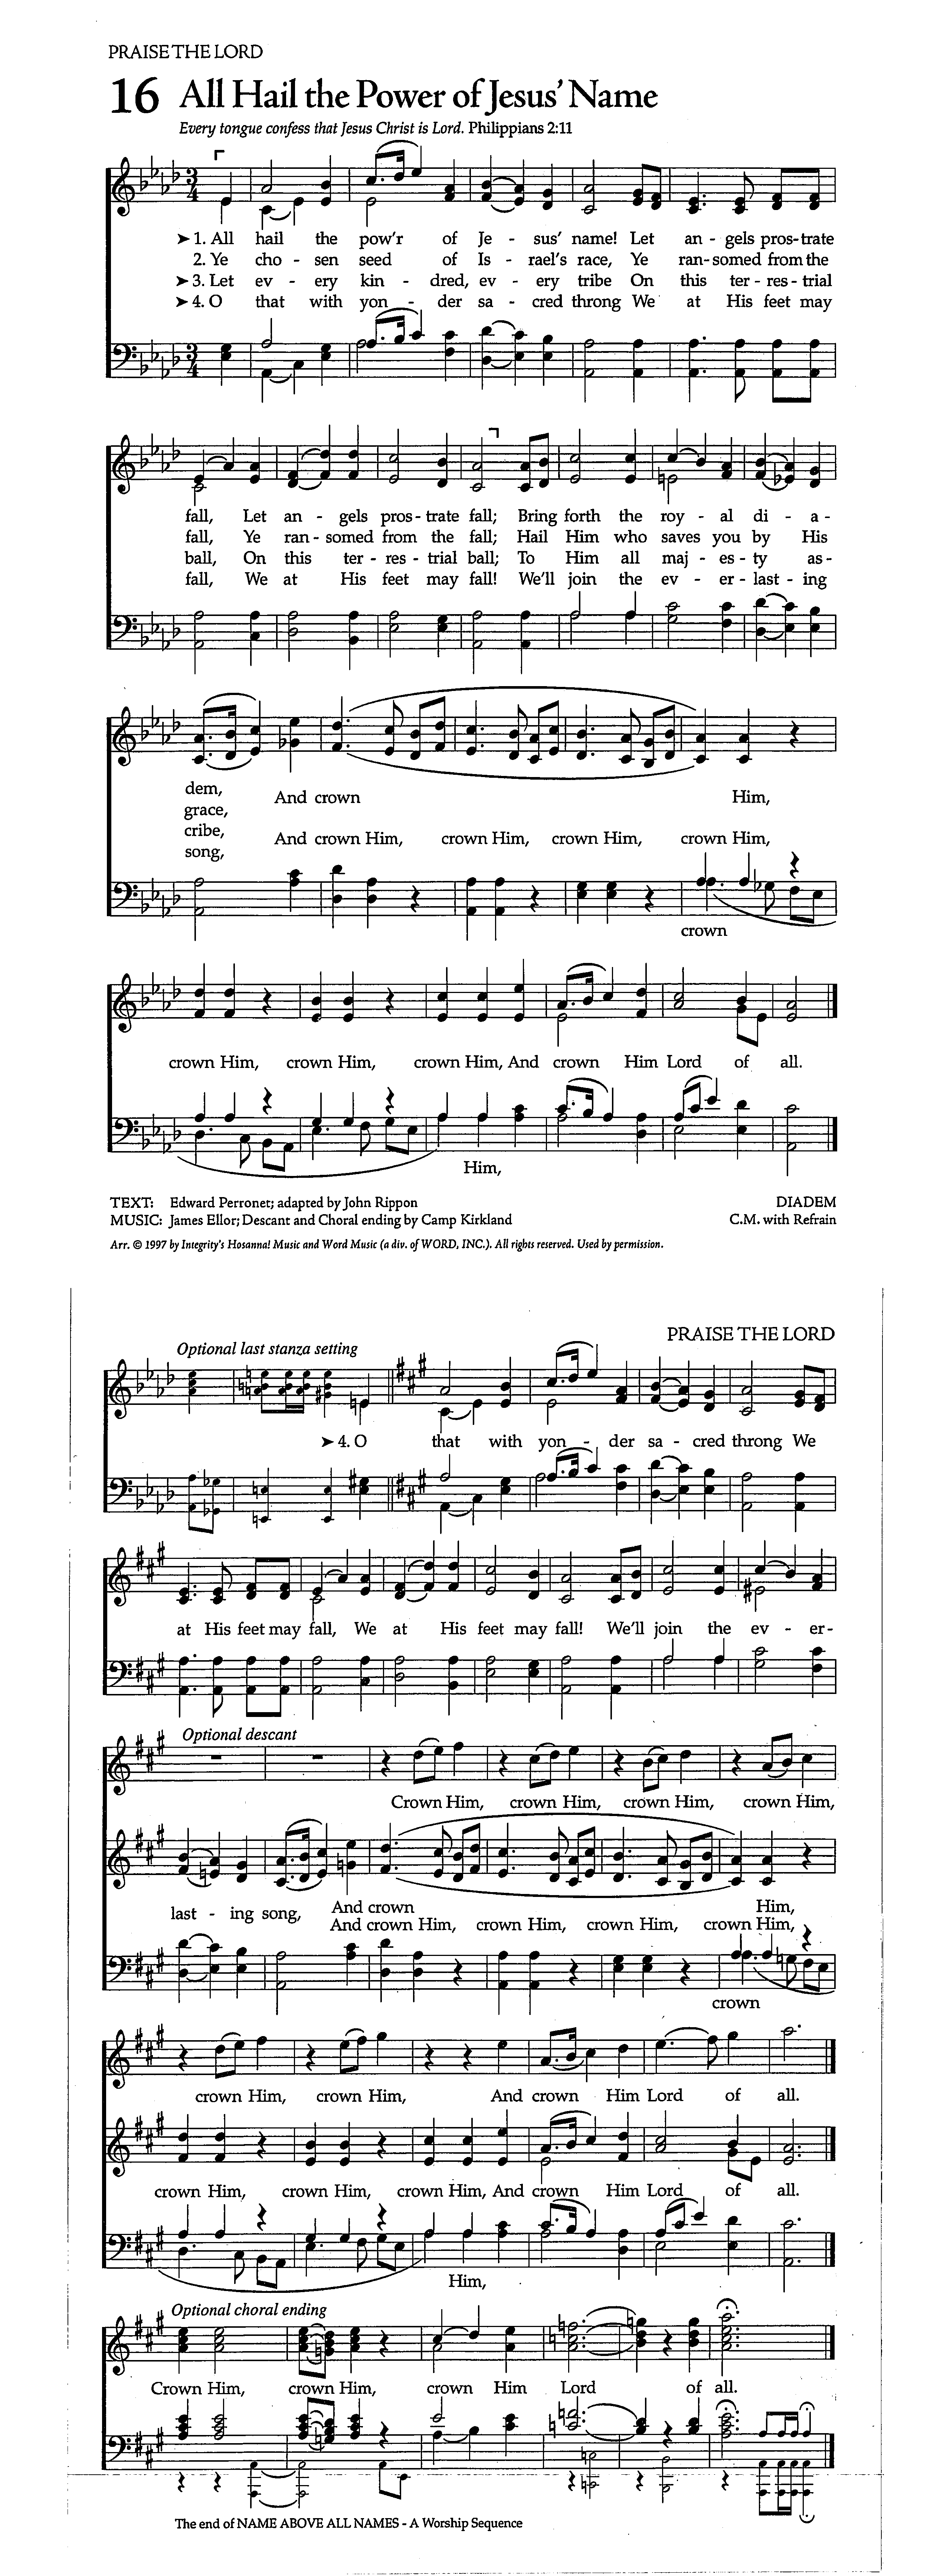 PRAISE THE LORD
16 All Hail the Power of Jesus' Name
Every tongue confess that Jesus Christ is Lord. Philippians 2:11
➤ 1. All hail the pow'r of Je - sus' name! Let an - gels pros - trate
2. Ye cho - sen seed of Is - rael's race, Ye ran - somed from the
➤ 3. Let ev - ery kin - dred, ev - ery tribe On this ter - res - trial
➤ 4. O that with yon - der sa - cred throng We at His feet may
fall, Let an - gels pros - trate fall; Bring forth the roy - al di - a -
fall, Ye ran - somed from the fall; Hail Him who saves you by His
ball, On this ter - res - trial ball; To Him all maj - es - ty as -
fall, We at His feet may fall! We'll join the ev - er - last - ing
dem,
grace,
cribe,
song,
And crown Him,
And crown Him, crown Him, crown Him, crown Him,
crown
crown Him, crown Him, crown Him, And crown Him Lord of all.
Him,
TEXT: Edward Perronet; adapted by John Rippon
MUSIC: James Ellor; Descant and Choral ending by Camp Kirkland
DIADEM
C.M. with Refrain
Arr. © 1997 by Integrity's Hosanna! Music and Word Music (a div. of WORD, INC.). All rights reserved. Used by permission.
PRAISE THE LORD
Optional last stanza setting
➤ 4. O that with yon - der sa - cred throng We
at His feet may fall, We at His feet may fall! We'll join the ev - er -
Optional descant
Crown Him, crown Him, crown Him, crown Him,
last - ing song, And crown Him,
And crown Him, crown Him, crown Him, crown Him,
crown
crown Him, crown Him, And crown Him Lord of all.
crown Him, crown Him, crown Him, And crown Him Lord of all.
Him,
Optional choral ending
Crown Him, crown Him, crown Him Lord of all.
The end of NAME ABOVE ALL NAMES - A Worship Sequence